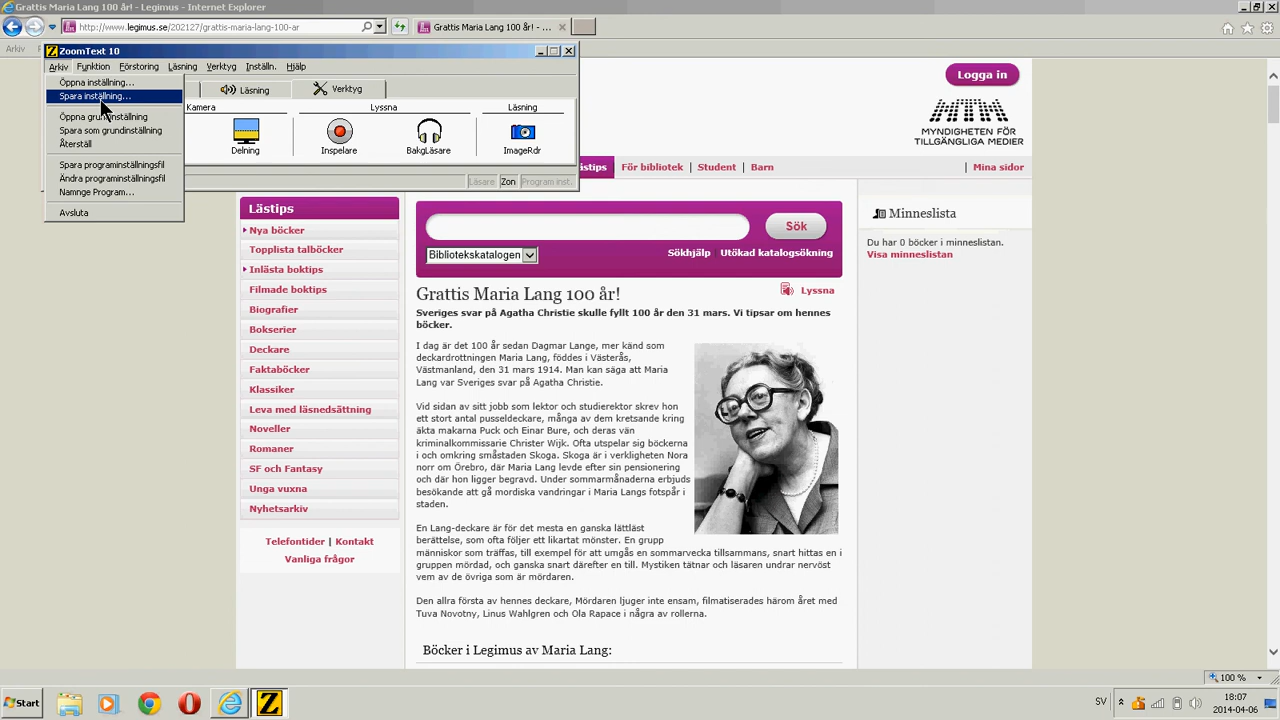 Grattis Maria Lang 100 år! - Legimus - Internet Explorer
http://www.legimus.se/202127/grattis-maria-lang-100-ar
Grattis Maria Lang 100 år! - ...
Arkiv
ZoomText 10
Arkiv Funktion Förstoring Läsning Verktyg Inställn. Hjälp
Öppna inställning...
Spara inställning...
Öppna grundinställning
Spara som grundinställning
Återställ
Spara programinställningsfil
Ändra programinställningsfil
Namnge Program...
Avsluta
Läsning
Verktyg
Kamera
Lyssna
Läsning
Delning
Inspelare
BakgLäsare
ImageRdr
Läsare Zon Program inst.
Logga in
MYNDIGHETEN FÖR
TILLGÄNGLIGA MEDIER
För bibliotek
Student
Barn
Mina sidor
Lästips
Nya böcker
Topplista talböcker
Inlästa boktips
Filmade boktips
Biografier
Bokserier
Deckare
Faktaböcker
Klassiker
Leva med läsnedsättning
Noveller
Romaner
SF och Fantasy
Unga vuxna
Nyhetsarkiv
Telefontider | Kontakt
Vanliga frågor
Sök
Bibliotekskatalogen
Sökhjälp
Utökad katalogsökning
Grattis Maria Lang 100 år!
Lyssna
Sveriges svar på Agatha Christie skulle fyllt 100 år den 31 mars. Vi tipsar om hennes
böcker.
I dag är det 100 år sedan Dagmar Lange, mer känd som
deckardrottningen Maria Lang, föddes i Västerås,
Västmanland, den 31 mars 1914. Man kan säga att Maria
Lang var Sveriges svar på Agatha Christie.
Vid sidan av sitt jobb som lektor och studierektor skrev hon
ett stort antal pusseldeckare, många av dem kretsande kring
äkta makarna Puck och Einar Bure, och deras vän
kriminalkommissarie Christer Wijk. Ofta utspelar sig böckerna
i och omkring småstaden Skoga. Skoga är i verkligheten Nora
norr om Örebro, där Maria Lang levde efter sin pensionering
och där hon ligger begravd. Under sommarmånaderna erbjuds
besökande att gå mordiska vandringar i Maria Langs fotspår i
staden.
En Lang-deckare är för det mesta en ganska lättläst
berättelse, som ofta följer ett likartat mönster. En grupp
människor som träffas, till exempel för att umgås en sommarvecka tillsammans, snart hittas en i
gruppen mördad, och ganska snart därefter en till. Mystiken tätnar och läsaren undrar nervöst
vem av de övriga som är mördaren.
Den allra första av hennes deckare, Mördaren ljuger inte ensam, filmatiserades härom året med
Tuva Novotny, Linus Wahlgren och Ola Rapace i några av rollerna.
Böcker i Legimus av Maria Lang:
Minneslista
Du har 0 böcker i minneslistan.
Visa minneslistan
100 %
Start
SV
18:07
2014-04-06